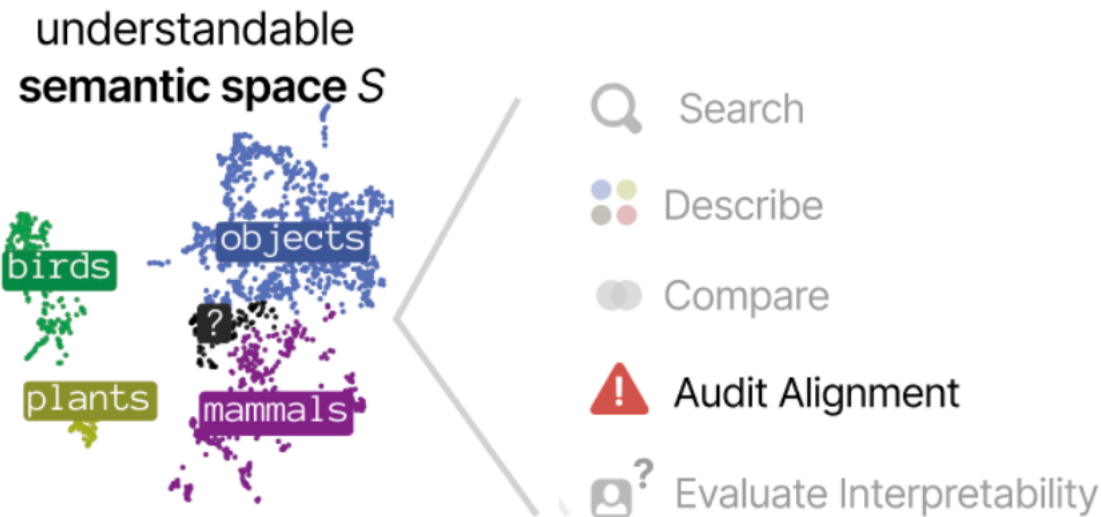 understandable
semantic space S
objects
birds
?
plants
mammals
Search
Describe
Compare
Audit Alignment
? Evaluate Interpretability